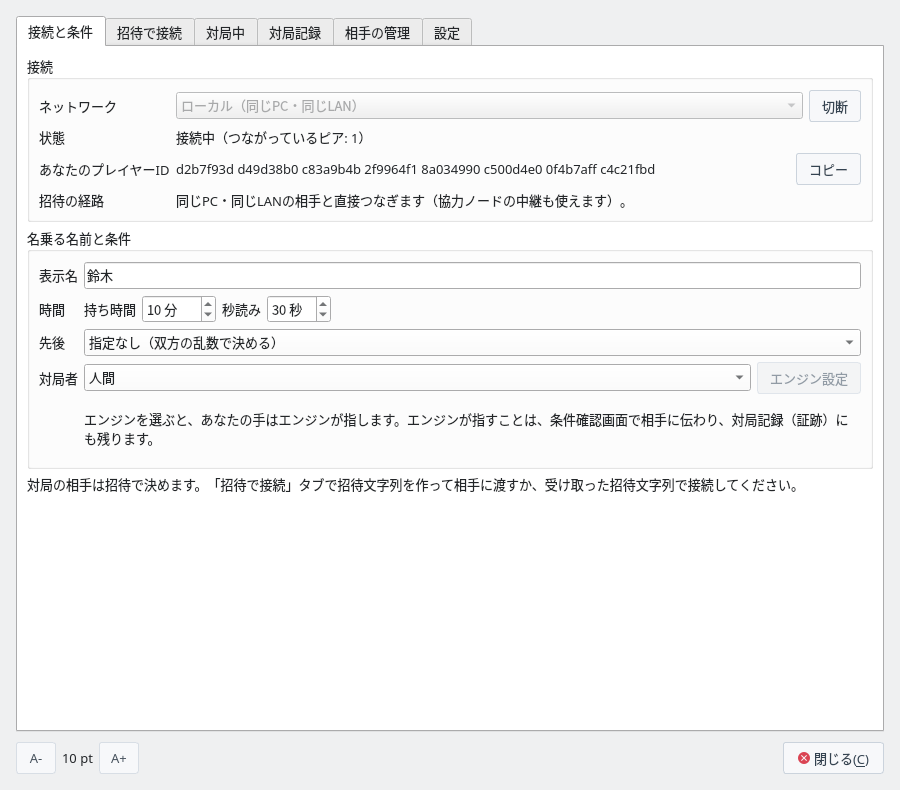 接続と条件 招待で接続 対局中 対局記録 相手の管理 設定
接続
ネットワーク ローカル（同じPC・同じLAN） 切断
状態 接続中（つながっているピア: 1）
あなたのプレイヤーID d2b7f93d d49d38b0 c83a9b4b 2f9964f1 8a034990 c500d4e0 0f4b7aff c4c21fbd コピー
招待の経路 同じPC・同じLANの相手と直接つなぎます（協力ノードの中継も使えます）。
名乗る名前と条件
表示名 鈴木
時間 持ち時間 10 分 秒読み 30 秒
先後 指定なし（双方の乱数で決める）
対局者 人間 エンジン設定
エンジンを選ぶと、あなたの手はエンジンが指します。エンジンが指すことは、条件確認画面で相手に伝わり、対局記録（証跡）に
も残ります。
対局の相手は招待で決めます。「招待で接続」タブで招待文字列を作って相手に渡すか、受け取った招待文字列で接続してください。
A- 10 pt A+ 閉じる(C)